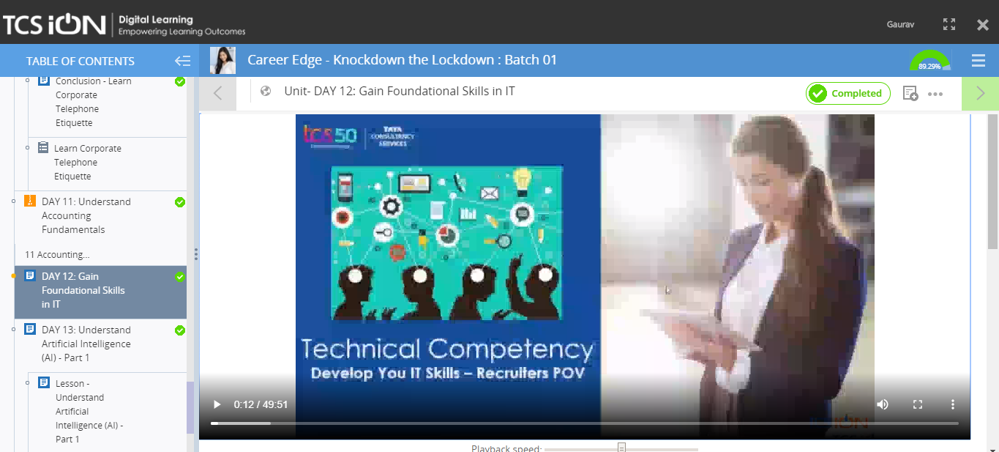 TCS iON
Digital Learning
Empowering Learning Outcomes
Gaurav
TABLE OF CONTENTS
Career Edge - Knockdown the Lockdown : Batch 01
89.29%
Conclusion - Learn
Corporate
Telephone
Etiquette
Learn Corporate
Telephone
Etiquette
DAY 11: Understand
Accounting
Fundamentals
11 Accounting...
DAY 12: Gain
Foundational Skills
in IT
DAY 13: Understand
Artificial Intelligence
(AI) - Part 1
Lesson -
Understand
Artificial
Intelligence (AI) -
Part 1
Unit- DAY 12: Gain Foundational Skills in IT
Completed
tcs 50
TATA
CONSULTANCY
SERVICES
Technical Competency
Develop You IT Skills – Recruiters POV
0:12 / 49:51
iON
Playback speed: